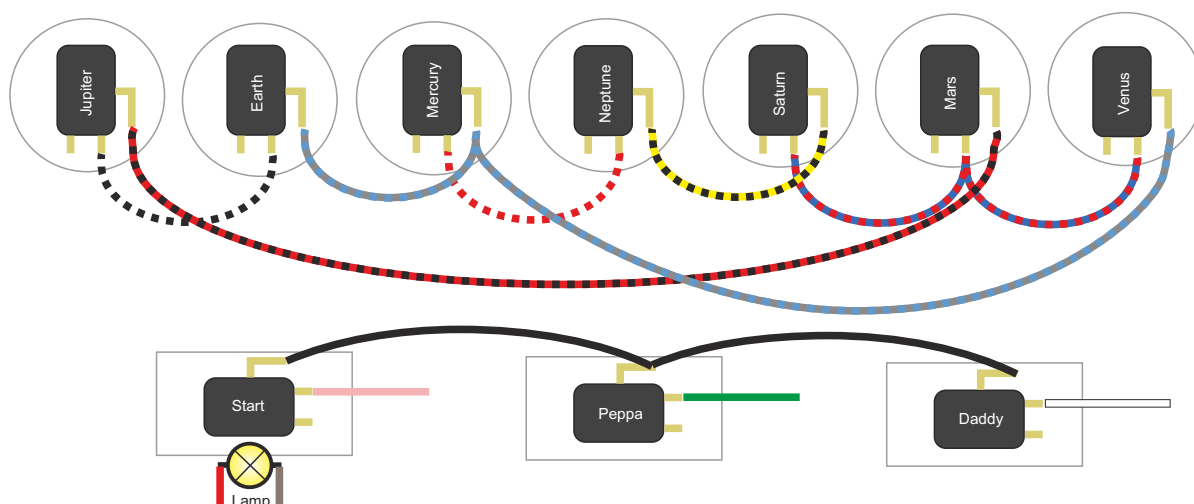 Jupiter
Earth
Mercury
Neptune
Saturn
Mars
Venus
Start
Peppa
Daddy
Lamp